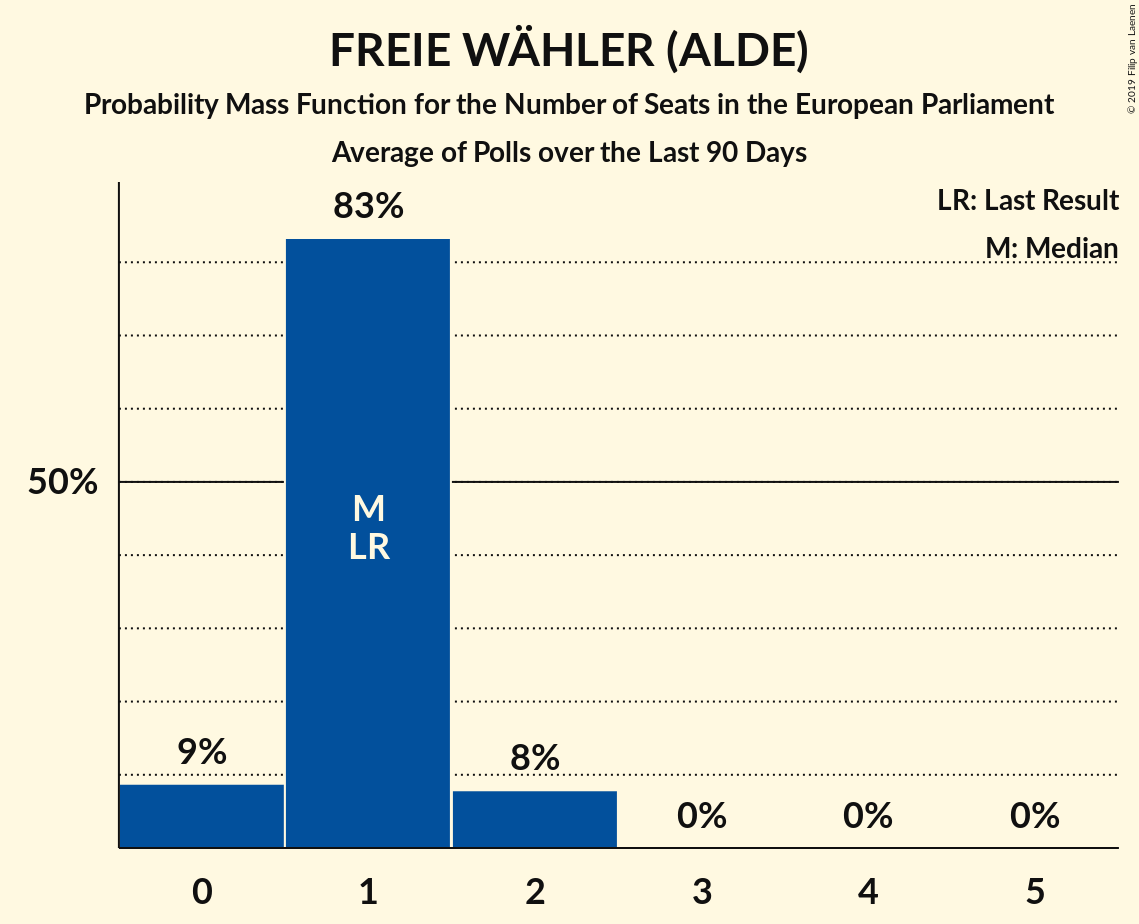 FREIE WÄHLER (ALDE)
Probability Mass Function for the Number of Seats in the European Parliament
Average of Polls over the Last 90 Days
© 2019 Filip van Laenen
LR: Last Result
M: Median
83%
50%
M
LR
9%
8%
0%
0%
0%
0
1
2
3
4
5